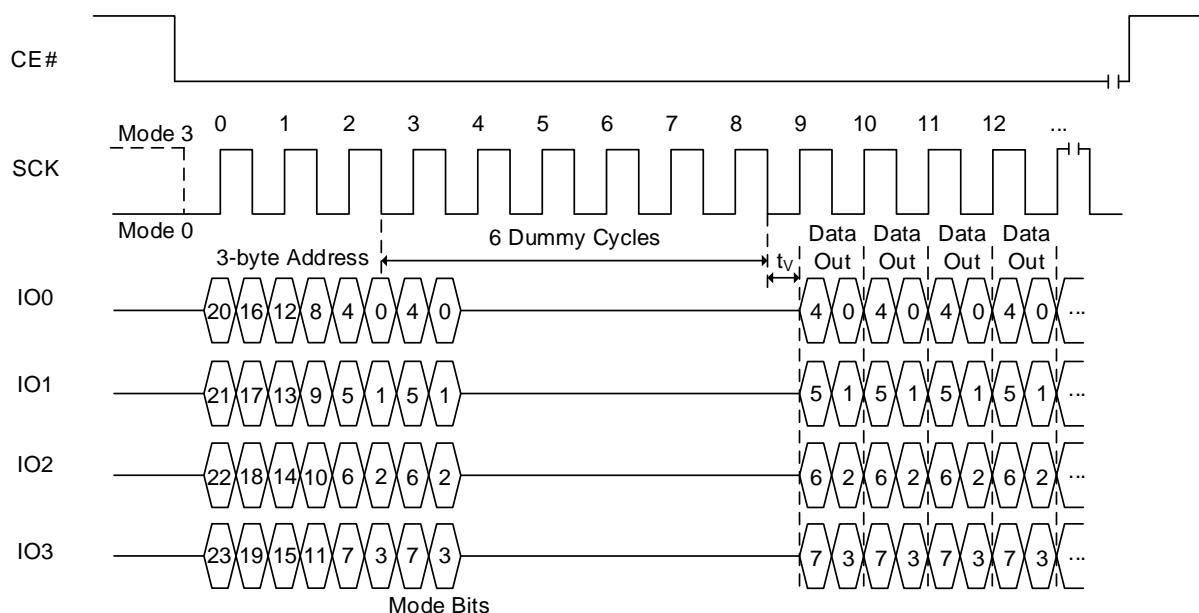 CE#
0 1 2 3 4 5 6 7 8 9 10 11 12 ...
Mode 3
SCK
Mode 0
6 Dummy Cycles
Data Data Data Data
3-byte Address
tV
Out Out Out Out
IO0
20 16 12 8 4 0 4 0 4 0 4 0 4 0 4 0 ...
IO1
21 17 13 9 5 1 5 1 5 1 5 1 5 1 5 1 ...
IO2
22 18 14 10 6 2 6 2 6 2 6 2 6 2 6 2 ...
IO3
23 19 15 11 7 3 7 3 7 3 7 3 7 3 7 3 ...
Mode Bits